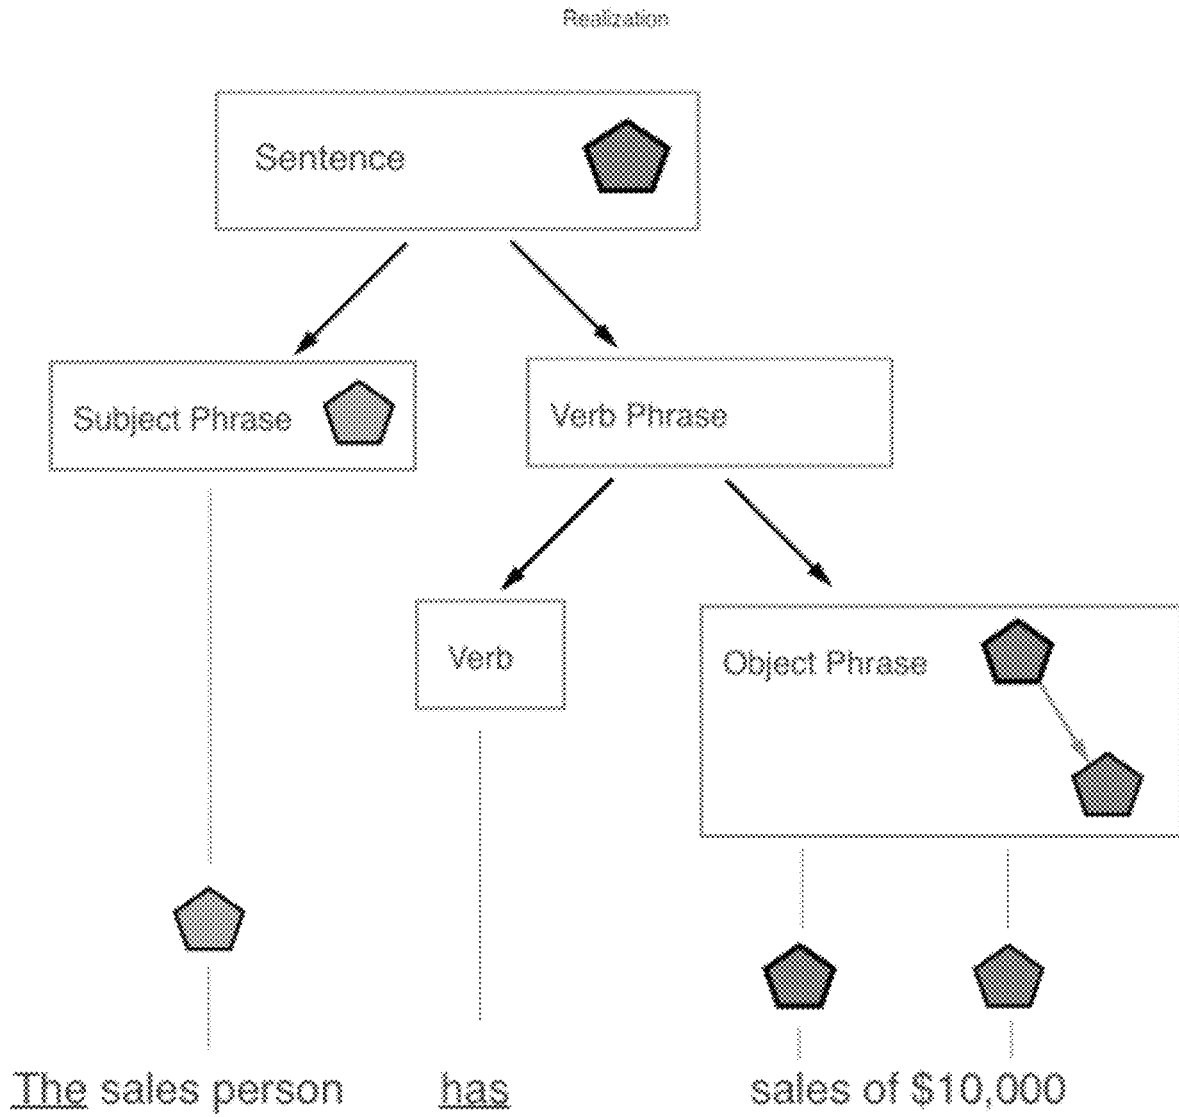 Realization
Sentence
Subject Phrase
Verb Phrase
Verb
Object Phrase
The sales person has sales of $10,000